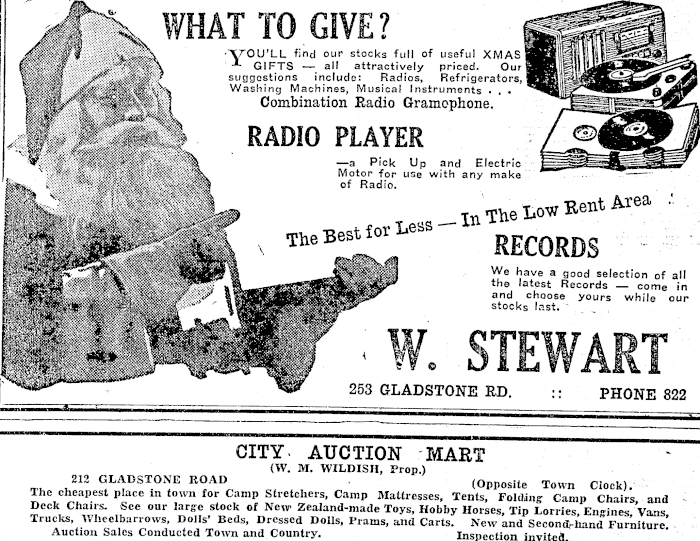 WHAT TO GIVE?
YOU'LL find our stocks full of useful XMAS
GIFTS — all attractively priced. Our
suggestions include: Radios, Refrigerators,
Washing Machines, Musical Instruments . . .
Combination Radio Gramophone.
RADIO PLAYER
—a Pick Up and Electric
Motor for use with any make
of Radio.
The Best for Less — In The Low Rent Area
RECORDS
We have a good selection of all
the latest Records — come in
and choose yours while our
stocks last.
W. STEWART
253 GLADSTONE RD. :: PHONE 822
CITY AUCTION MART
(W. M. WILDISH, Prop.)
212 GLADSTONE ROAD (Opposite Town Clock).
The cheapest place in town for Camp Stretchers, Camp Mattresses, Tents, Folding Camp Chairs, and
Deck Chairs. See our large stock of New Zealand-made Toys, Hobby Horses, Tip Lorries, Engines, Vans,
Trucks, Wheelbarrows, Dolls' Beds, Dressed Dolls, Prams, and Carts. New and Second-hand Furniture.
Auction Sales Conducted Town and Country. Inspection invited.